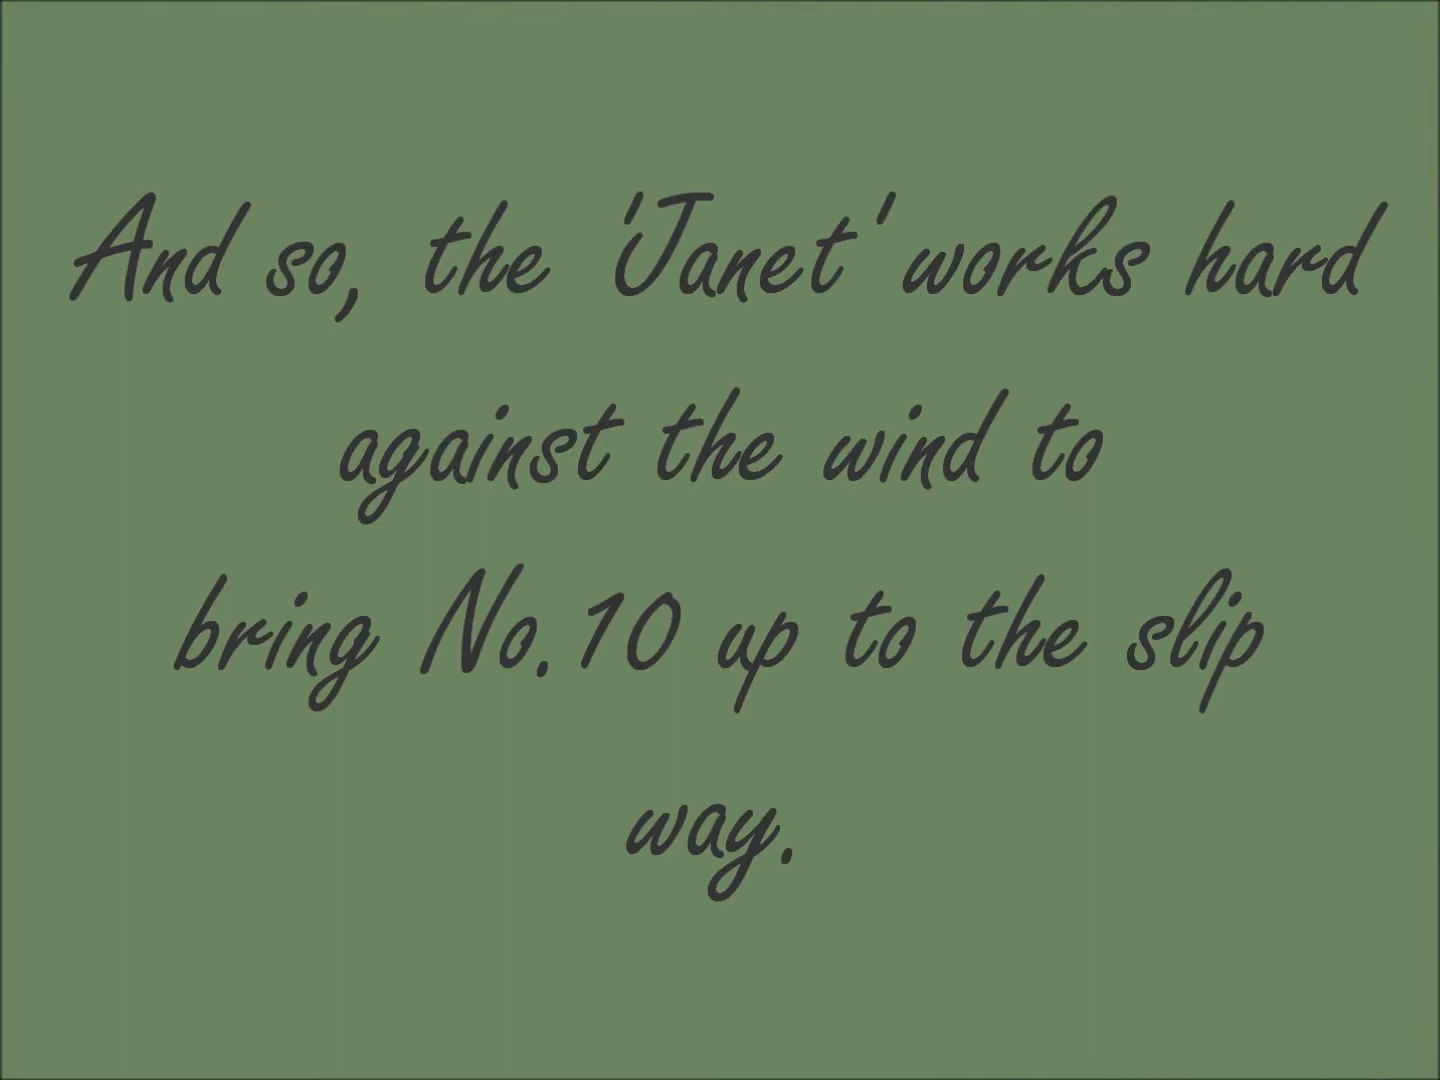 And so, the 'Janet' works hard
against the wind to
bring No.10 up to the slip
way.